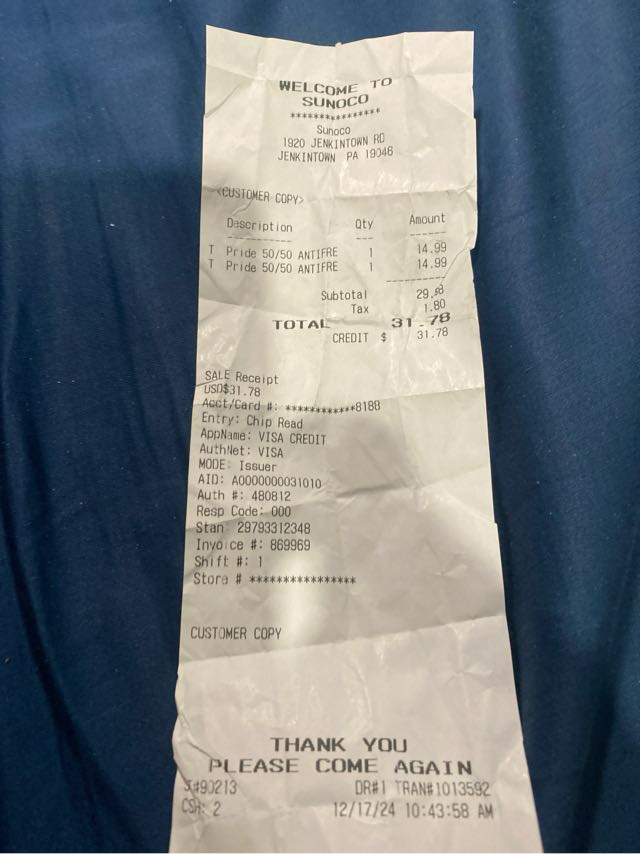 WELCOME TO
SUNOCO
****************
Sunoco
1920 JENKINTOWN RD
JENKINTOWN PA 19046
<CUSTOMER COPY>
Description Qty Amount
T Pride 50/50 ANTIFRE 1 14.99
T Pride 50/50 ANTIFRE 1 14.99
Subtotal 29.98
Tax 1.80
TOTAL 31.78
CREDIT $ 31.78
SALE Receipt
USD$31.78
Acct/Card #: ************8188
Entry: Chip Read
AppName: VISA CREDIT
AuthNet: VISA
MODE: Issuer
AID: A0000000031010
Auth #: 480812
Resp Code: 000
Stan: 29793312348
Invoice #: 869969
Shift #: 1
Store # ****************
CUSTOMER COPY
THANK YOU
PLEASE COME AGAIN
DR#1 TRAN#1013592
CSH: 2 12/17/24 10:43:58 AM